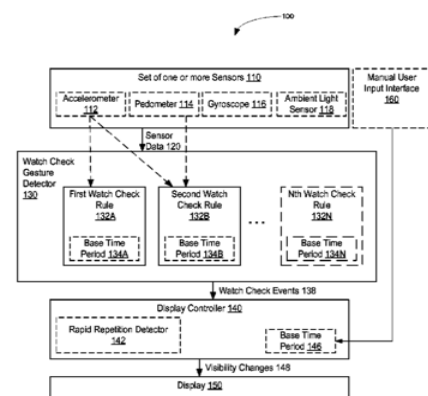 100
Set of one or more Sensors 110
Accelerometer
112
Pedometer 114
Gyroscope 116
Ambient Light
Sensor 118
Manual User
Input Interface
160
Sensor
Data 120
Watch Check
Gesture
Detector
130
First Watch Check
Rule
132A
Base Time
Period 134A
Second Watch
Check Rule
132B
Base Time
Period 134B
...
Nth Watch Check
Rule
132N
Base Time
Period 134N
Watch Check Events 138
Display Controller 140
Rapid Repetition Detector
142
Base Time
Period 146
Visibility Changes 148
Display 150